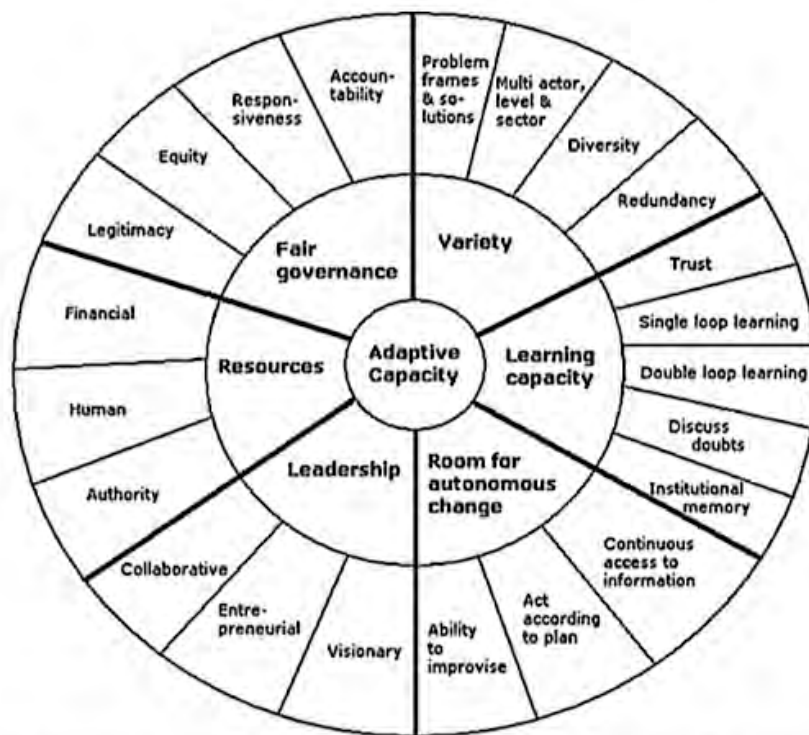 Adaptive
Capacity
Variety
Problem
frames
& so-
lutions
Multi actor,
level &
sector
Diversity
Redundancy
Learning
capacity
Trust
Single loop learning
Double loop learning
Discuss
doubts
Institutional
memory
Room for
autonomous
change
Continuous
access to
information
Act
according
to plan
Ability
to
improvise
Leadership
Visionary
Entre-
preneurial
Collaborative
Resources
Authority
Human
Financial
Fair
governance
Legitimacy
Equity
Respon-
siveness
Accoun-
tability